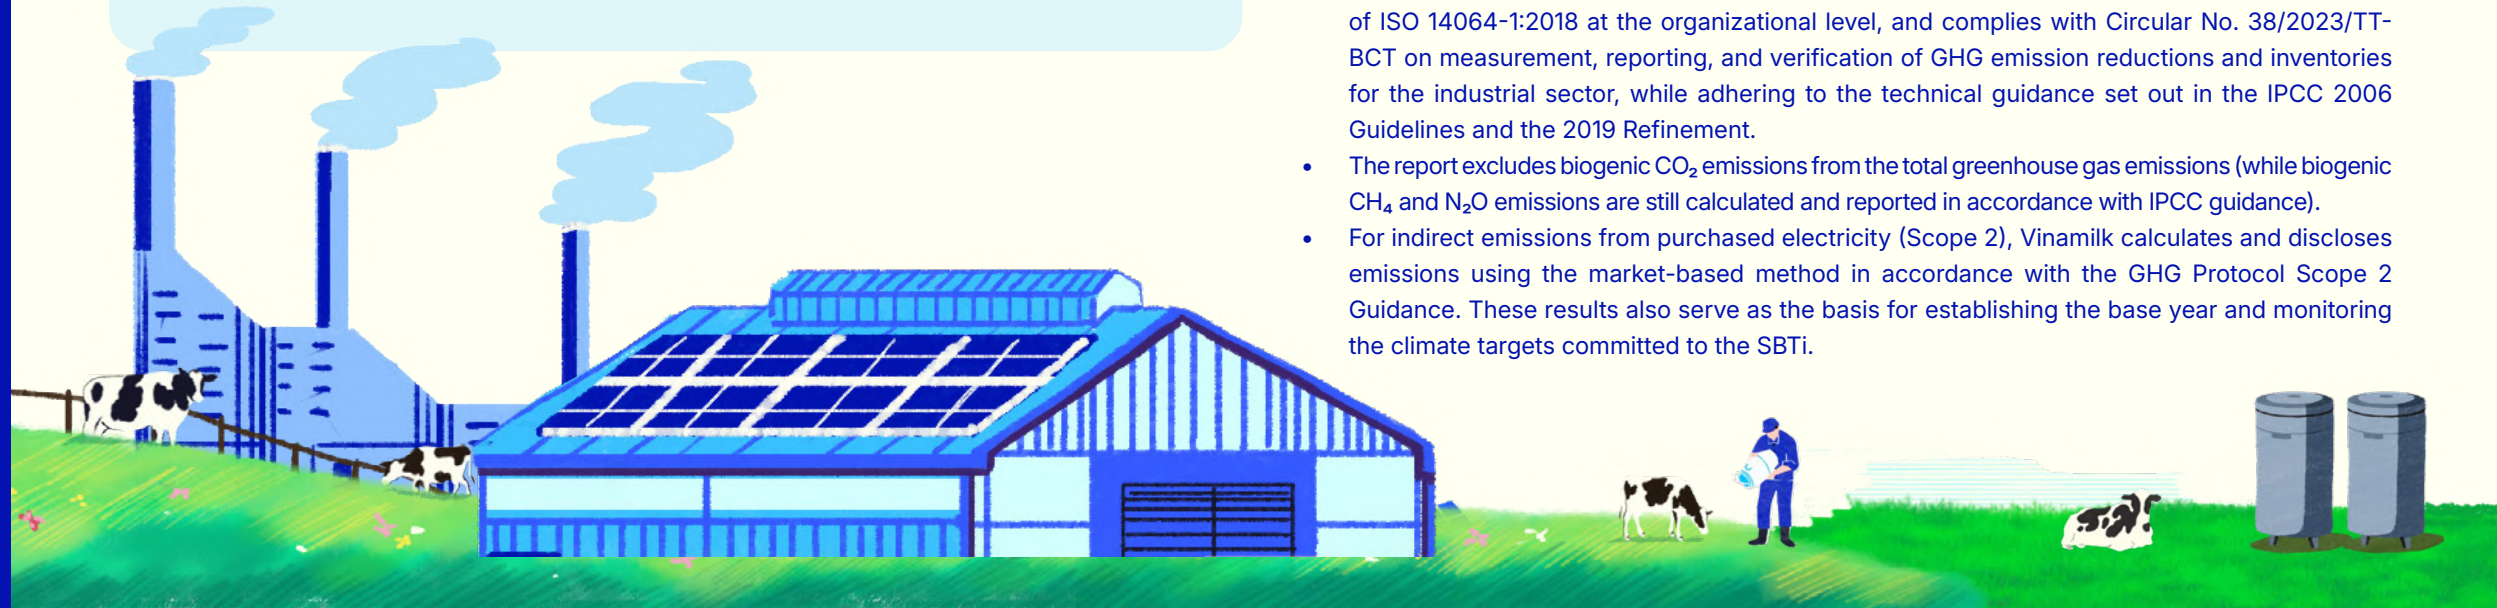 of ISO 14064-1:2018 at the organizational level, and complies with Circular No. 38/2023/TT-
BCT on measurement, reporting, and verification of GHG emission reductions and inventories
for the industrial sector, while adhering to the technical guidance set out in the IPCC 2006
Guidelines and the 2019 Refinement.
• The report excludes biogenic CO₂ emissions from the total greenhouse gas emissions (while biogenic
CH₄ and N₂O emissions are still calculated and reported in accordance with IPCC guidance).
• For indirect emissions from purchased electricity (Scope 2), Vinamilk calculates and discloses
emissions using the market-based method in accordance with the GHG Protocol Scope 2
Guidance. These results also serve as the basis for establishing the base year and monitoring
the climate targets committed to the SBTi.